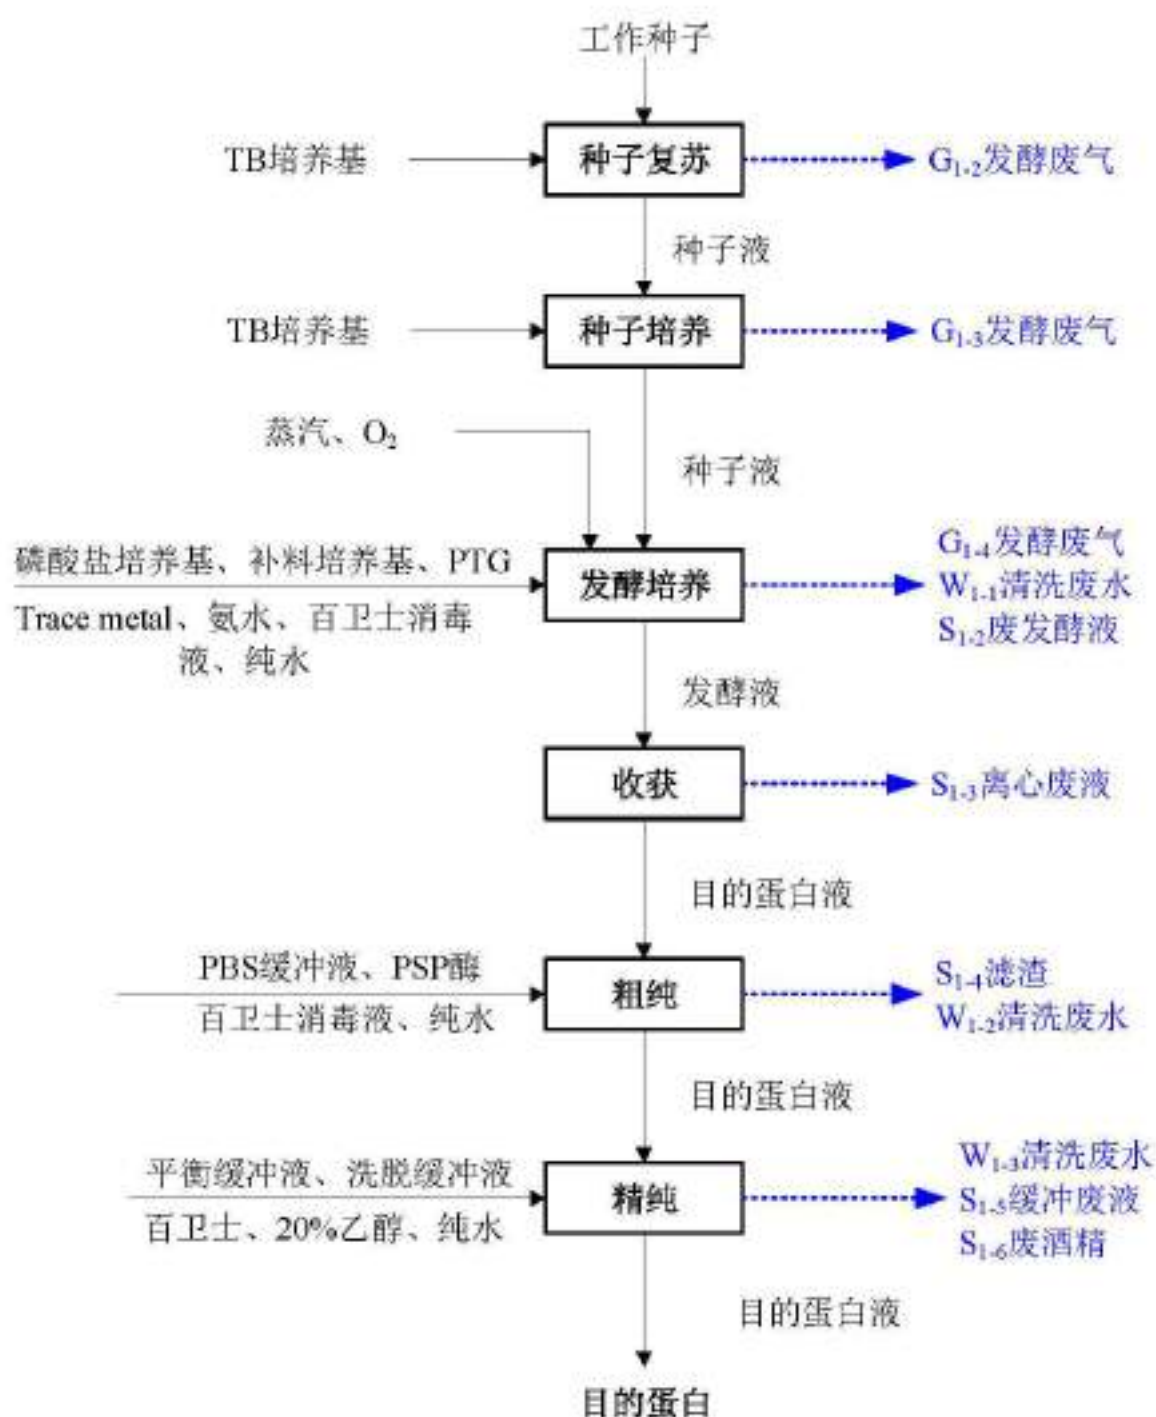 工作种子
TB培养基
种子复苏
G1-2发酵废气
种子液
TB培养基
种子培养
G1-3发酵废气
蒸汽、O2
种子液
磷酸盐培养基、补料培养基、PTG
Trace metal、氨水、百卫士消毒
液、纯水
发酵培养
G1-4发酵废气
W1-1清洗废水
S1-2废发酵液
发酵液
收获
S1-3离心废液
目的蛋白液
PBS缓冲液、PSP酶
百卫士消毒液、纯水
粗纯
S1-4滤渣
W1-2清洗废水
目的蛋白液
平衡缓冲液、洗脱缓冲液
百卫士、20%乙醇、纯水
精纯
W1-3清洗废水
S1-5缓冲废液
S1-6废酒精
目的蛋白液
目的蛋白